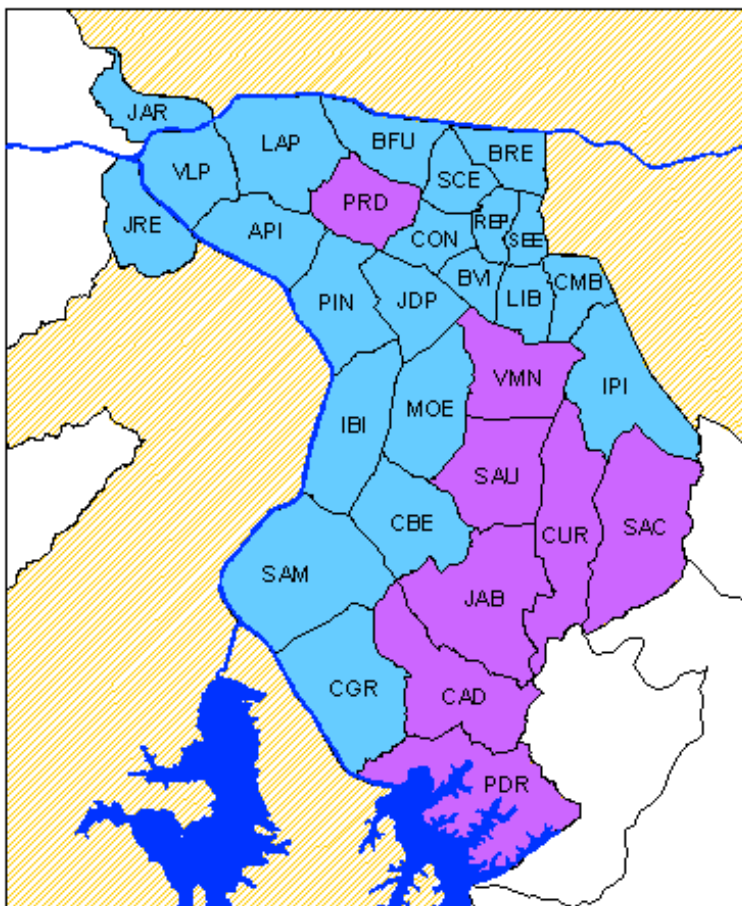 JAR
LAP
BFU
BRE
VLP
SCE
PRD
JRE
API
CON
REP
SEE
PIN
JDP
BVI
LIB
CMB
VMN
IPI
IBI
MOE
SAU
CBE
CUR
SAC
SAM
JAB
CGR
CAD
PDR